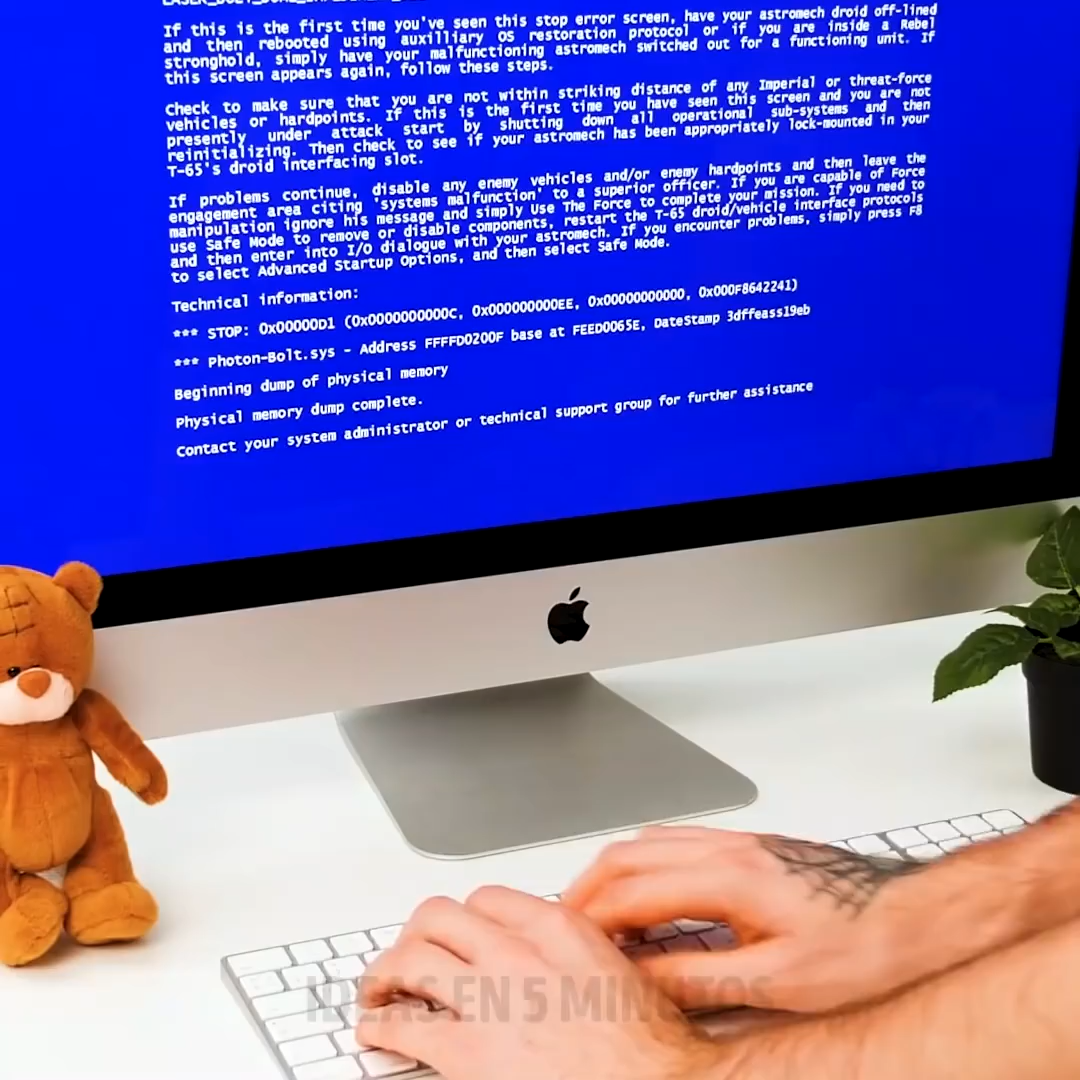 If this is the first time you've seen this stop error screen, have your astromech droid off-lined
and then rebooted using auxilliary OS restoration protocol or if you are inside a Rebel
stronghold, simply have your malfunctioning astromech switched out for a functioning unit. If
this screen appears again, follow these steps.
Check to make sure that you are not within striking distance of any Imperial or threat-force
vehicles or hardpoints. If this is the first time you have seen this screen and you are not
presently under attack start by shutting down all operational sub-systems and then
reinitializing. Then check to see if your astromech has been appropriately lock-mounted in your
T-65's droid interfacing slot.
If problems continue, disable any enemy vehicles and/or enemy hardpoints and then leave the
engagement area citing 'systems malfunction' to a superior officer. If you are capable of Force
manipulation ignore his message and simply Use The Force to complete your mission. If you need to
use Safe Mode to remove or disable components, restart the T-65 droid/vehicle interface protocols
and then enter into I/O dialogue with your astromech. If you encounter problems, simply press F8
to select Advanced Startup Options, and then select Safe Mode.
Technical information:
*** STOP: 0x00000D1 (0x0000000000C, 0x000000000EE, 0x00000000000, 0x000F8642241)
*** Photon-Bolt.sys - Address FFFFD0200F base at FEED0065E, DateStamp 3dffeass19eb
Beginning dump of physical memory
Physical memory dump complete.
Contact your system administrator or technical support group for further assistance
IDEAS EN 5 MINUTOS